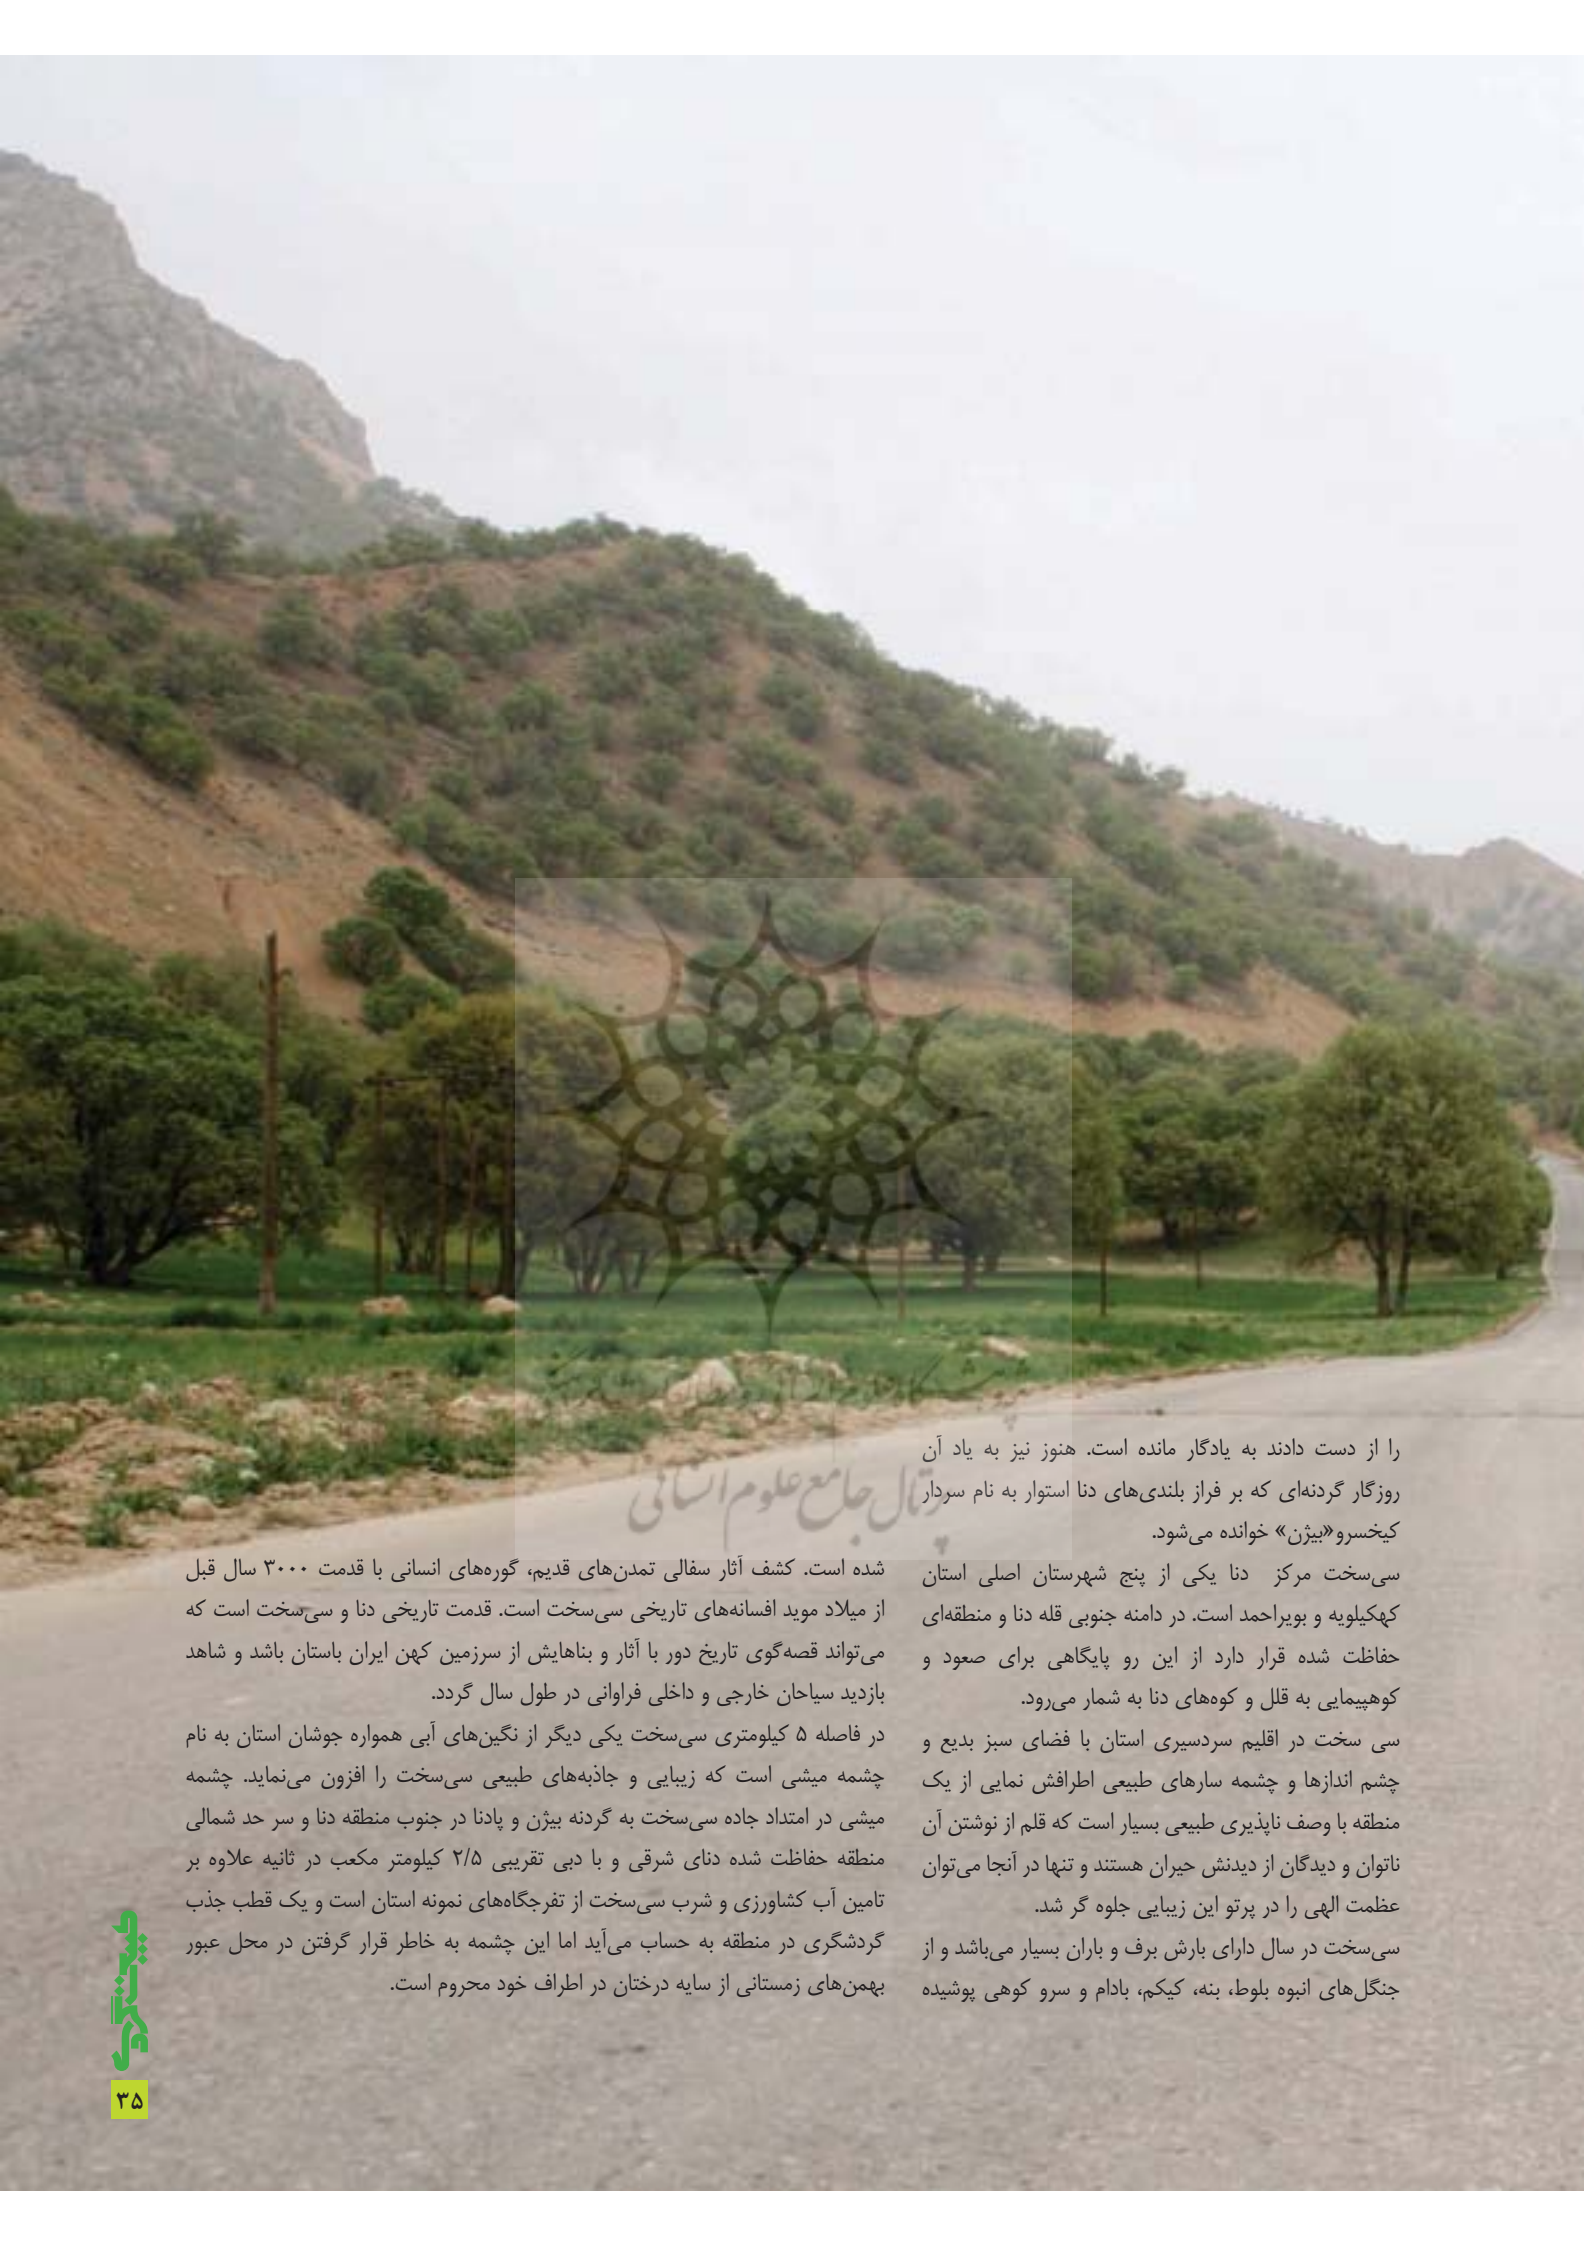 را از دست دادند به یادگار مانده است. هنوز نیز به یاد آن
روزگار گردنه‌ای که بر فراز بلندی‌های دنا استوار به نام سردار
کیخسرو«بیژن» خوانده می‌شود.
سی‌سخت مرکز دنا یکی از پنج شهرستان اصلی استان
کهکیلویه و بویراحمد است. در دامنه جنوبی قله دنا و منطقه‌ای
حفاظت شده قرار دارد از این رو پایگاهی برای صعود و
کوهپیمایی به قلل و کوه‌های دنا به شمار می‌رود.
سی سخت در اقلیم سردسیری استان با فضای سبز بدیع و
چشم اندازها و چشمه سارهای طبیعی اطرافش نمایی از یک
منطقه با وصف ناپذیری طبیعی بسیار است که قلم از نوشتن آن
ناتوان و دیدگان از دیدنش حیران هستند و تنها در آنجا می‌توان
عظمت الهی را در پرتو این زیبایی جلوه گر شد.
سی‌سخت در سال دارای بارش برف و باران بسیار می‌باشد و از
جنگل‌های انبوه بلوط، بنه، کیکم، بادام و سرو کوهی پوشیده
شده است. کشف آثار سفالی تمدن‌های قدیم، گوره‌های انسانی با قدمت ۳۰۰۰ سال قبل
از میلاد موید افسانه‌های تاریخی سی‌سخت است. قدمت تاریخی دنا و سی‌سخت است که
می‌تواند قصه‌گوی تاریخ دور با آثار و بناهایش از سرزمین کهن ایران باستان باشد و شاهد
بازدید سیاحان خارجی و داخلی فراوانی در طول سال گردد.
در فاصله ۵ کیلومتری سی‌سخت یکی دیگر از نگین‌های آبی همواره جوشان استان به نام
چشمه میشی است که زیبایی و جاذبه‌های طبیعی سی‌سخت را افزون می‌نماید. چشمه
میشی در امتداد جاده سی‌سخت به گردنه بیژن و پادنا در جنوب منطقه دنا و سر حد شمالی
منطقه حفاظت شده دنای شرقی و با دبی تقریبی ۲/۵ کیلومتر مکعب در ثانیه علاوه بر
تامین آب کشاورزی و شرب سی‌سخت از تفرجگاه‌های نمونه استان است و یک قطب جذب
گردشگری در منطقه به حساب می‌آید اما این چشمه به خاطر قرار گرفتن در محل عبور
بهمن‌های زمستانی از سایه درختان در اطراف خود محروم است.
پژوهشگاه علوم انسانی و مطالعات فرهنگی
پرتال جامع علوم انسانی
طبیعت‌گردی
۳۵